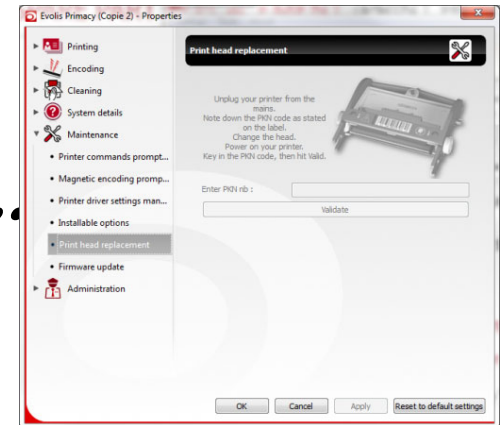 Evolis Primacy (Copie 2) - Properties
Printing
Encoding
Cleaning
System details
Maintenance
Printer commands prompt...
Magnetic encoding promp...
Printer driver settings man...
Installable options
Print head replacement
Firmware update
Administration
Print head replacement
Unplug your printer from the
mains.
Note down the PKN code as stated
on the label.
Change the head.
Power on your printer.
Key in the PKN code, then hit Valid.
Enter PKN nb :
Validate
OK
Cancel
Apply
Reset to default settings